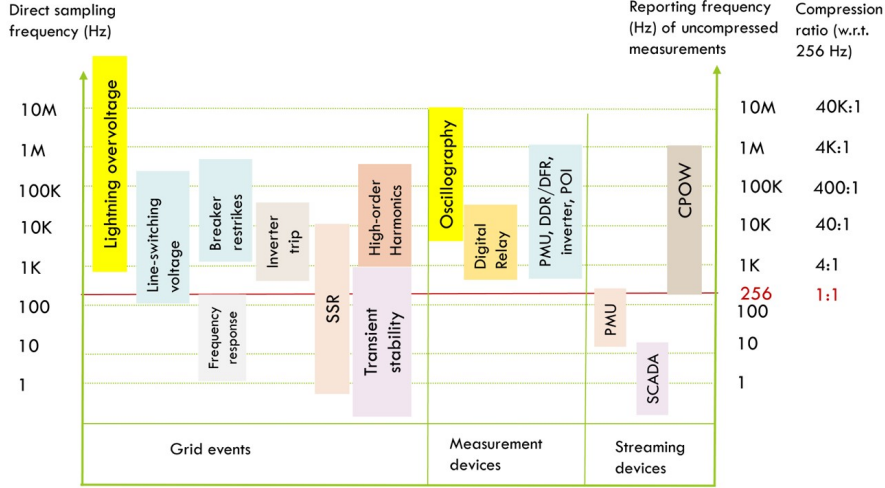 Direct sampling
frequency (Hz)
Reporting frequency
(Hz) of uncompressed
measurements
Compression
ratio (w.r.t.
256 Hz)
10M
1M
100K
10K
1K
100
10
1
Lightning overvoltage
Line-switching
voltage
Breaker
restrikes
Frequency
response
Inverter
trip
SSR
High-order
Harmonics
Transient
stability
Oscillography
Digital
Relay
PMU, DDR/DFR,
inverter, POI
PMU
SCADA
CPOW
10M
1M
100K
10K
1K
256
100
10
1
40K:1
4K:1
400:1
40:1
4:1
1:1
Grid events
Measurement
devices
Streaming
devices